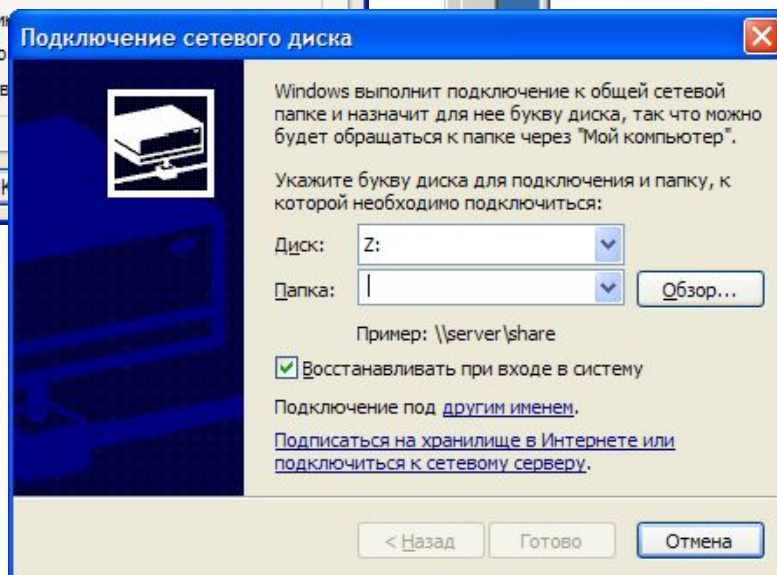 Подключение сетевого диска
Windows выполнит подключение к общей сетевой
папке и назначит для нее букву диска, так что можно
будет обращаться к папке через "Мой компьютер".
Укажите букву диска для подключения и папку, к
которой необходимо подключиться:
Диск: Z:
Папка: Обзор...
Пример: \\server\share
Восстанавливать при входе в систему
Подключение под другим именем.
Подписаться на хранилище в Интернете или
подключиться к сетевому серверу.
< Назад Готово Отмена